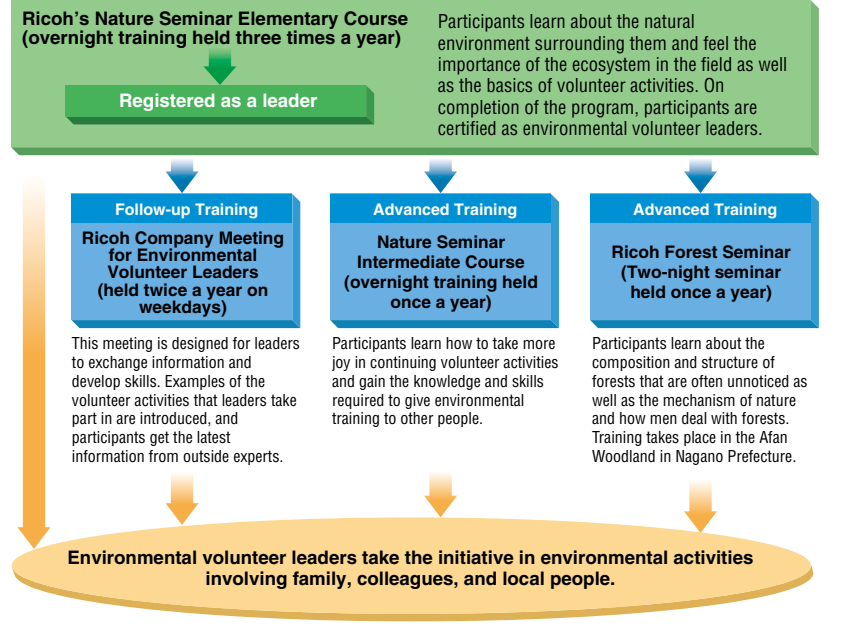 Ricoh's Nature Seminar Elementary Course
(overnight training held three times a year)
Registered as a leader
Participants learn about the natural
environment surrounding them and feel the
importance of the ecosystem in the field as well
as the basics of volunteer activities. On
completion of the program, participants are
certified as environmental volunteer leaders.
Follow-up Training
Ricoh Company Meeting
for Environmental
Volunteer Leaders
(held twice a year on
weekdays)
This meeting is designed for leaders
to exchange information and
develop skills. Examples of the
volunteer activities that leaders take
part in are introduced, and
participants get the latest
information from outside experts.
Advanced Training
Nature Seminar
Intermediate Course
(overnight training held
once a year)
Participants learn how to take more
joy in continuing volunteer activities
and gain the knowledge and skills
required to give environmental
training to other people.
Advanced Training
Ricoh Forest Seminar
(Two-night seminar
held once a year)
Participants learn about the
composition and structure of
forests that are often unnoticed as
well as the mechanism of nature
and how men deal with forests.
Training takes place in the Afan
Woodland in Nagano Prefecture.
Environmental volunteer leaders take the initiative in environmental activities
involving family, colleagues, and local people.